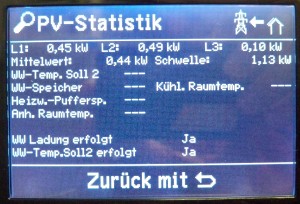 PV-Statistik
L1: 0,45 kW L2: 0,49 kW L3: 0,10 kW
Mittelwert: 0,44 kW Schwelle: 1,13 kW
WW-Temp. Soll 2 ---
WW-Speicher --- Kühl. Raumtemp. ---
Heizw.-Puffersp. ---
Anh. Raumtemp. ---
WW Ladung erfolgt Ja
WW-Temp.Soll2 erfolgt Ja
Zurück mit